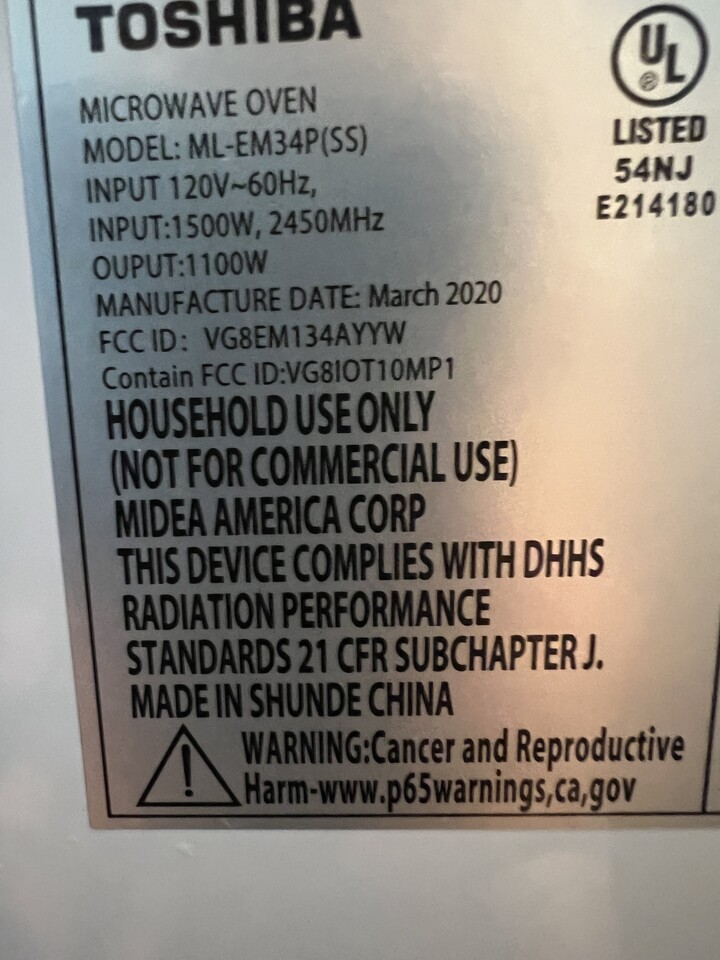 TOSHIBA
MICROWAVE OVEN
MODEL: ML-EM34P(SS)
INPUT 120V~60Hz,
INPUT:1500W, 2450MHz
OUPUT:1100W
MANUFACTURE DATE: March 2020
FCC ID: VG8EM134AYYW
Contain FCC ID:VG8IOT10MP1
HOUSEHOLD USE ONLY
(NOT FOR COMMERCIAL USE)
MIDEA AMERICA CORP
THIS DEVICE COMPLIES WITH DHHS
RADIATION PERFORMANCE
STANDARDS 21 CFR SUBCHAPTER J.
MADE IN SHUNDE CHINA
WARNING:Cancer and Reproductive
Harm-www.p65warnings,ca,gov
UL
®
LISTED
54NJ
E214180